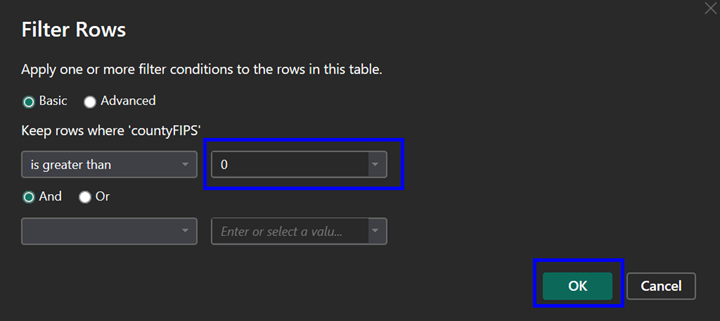 Filter Rows
Apply one or more filter conditions to the rows in this table.
Basic Advanced
Keep rows where 'countyFIPS'
is greater than 0
And Or
Enter or select a valu...
OK Cancel